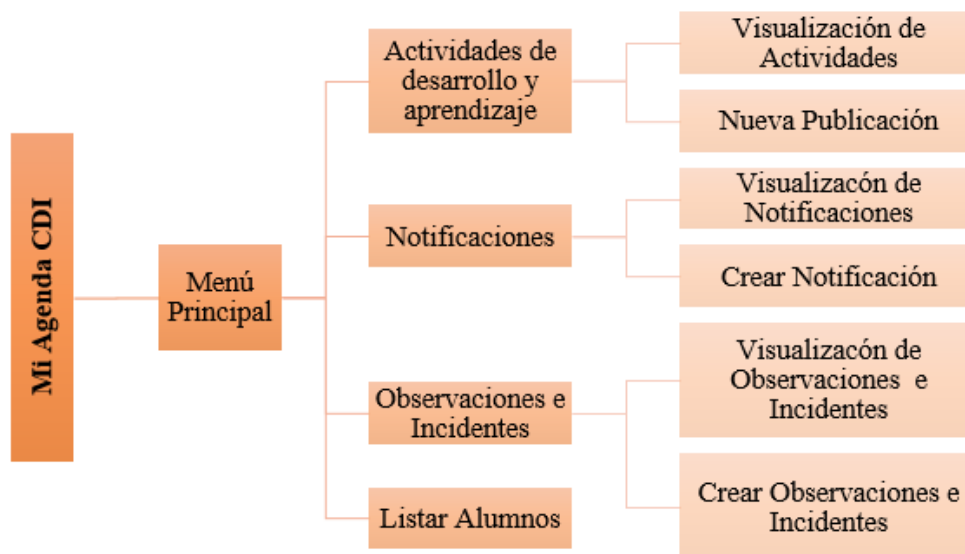 Mi Agenda CDI
Menú
Principal
Actividades de
desarrollo y
aprendizaje
Visualización de
Actividades
Nueva Publicación
Notificaciones
Visualizacón de
Notificaciones
Crear Notificación
Observaciones e
Incidentes
Visualizacón de
Observaciones e
Incidentes
Crear Observaciones e
Incidentes
Listar Alumnos